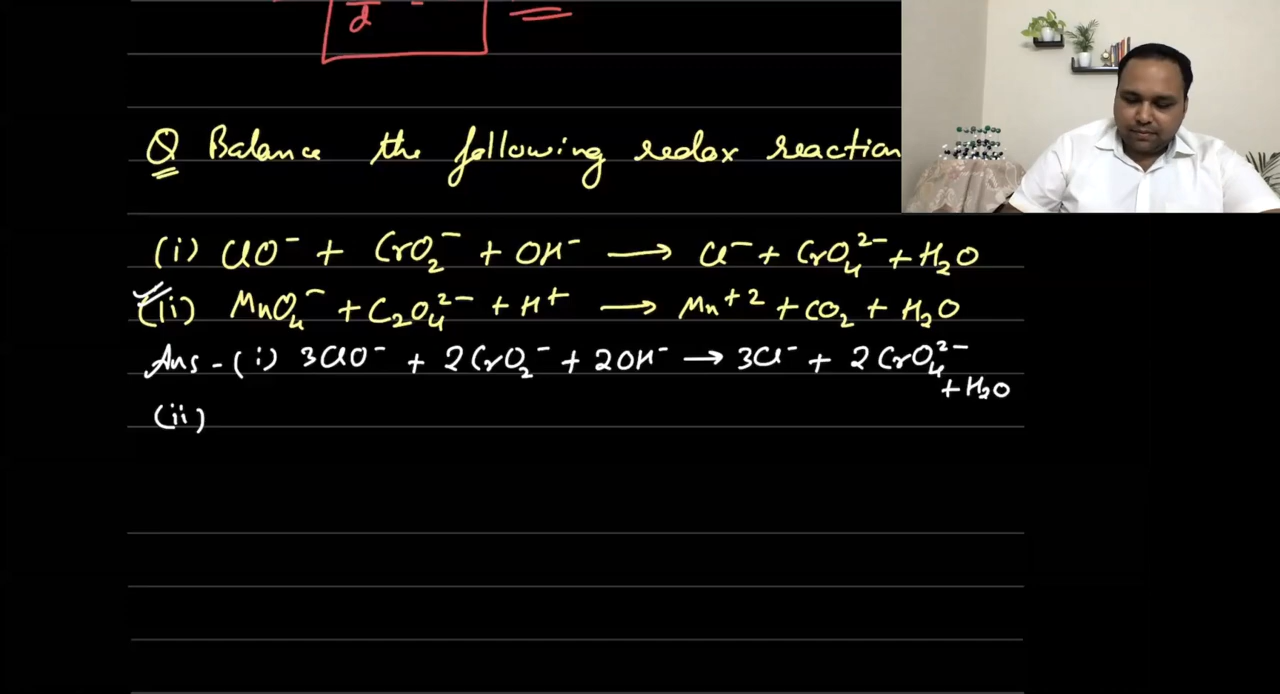 d
Q Balance the following redox reaction
(i) ClO⁻ + CrO₂⁻ + OH⁻ ⟶ Cl⁻ + CrO₄²⁻ + H₂O
(ii) MnO₄⁻ + C₂O₄²⁻ + H⁺ ⟶ Mn⁺² + CO₂ + H₂O
Ans - (i) 3ClO⁻ + 2CrO₂⁻ + 2OH⁻ → 3Cl⁻ + 2CrO₄²⁻
+ H₂O
(ii)